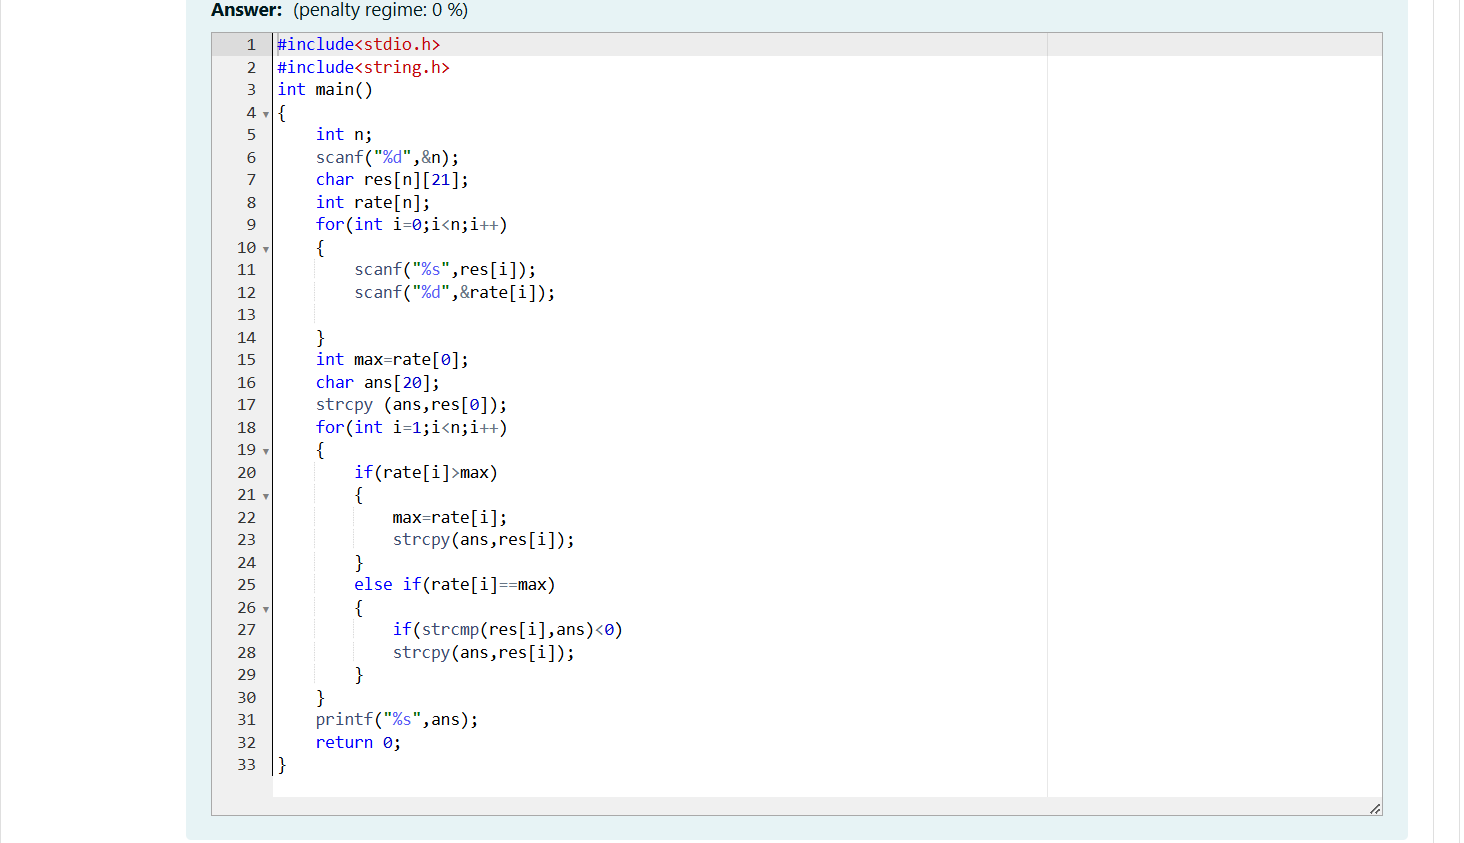 Answer: (penalty regime: 0 %)
1 #include<stdio.h>
2 #include<string.h>
3 int main()
4 {
5     int n;
6     scanf("%d",&n);
7     char res[n][21];
8     int rate[n];
9     for(int i=0;i<n;i++)
10     {
11         scanf("%s",res[i]);
12         scanf("%d",&rate[i]);
13
14     }
15     int max=rate[0];
16     char ans[20];
17     strcpy (ans,res[0]);
18     for(int i=1;i<n;i++)
19     {
20         if(rate[i]>max)
21         {
22             max=rate[i];
23             strcpy(ans,res[i]);
24         }
25         else if(rate[i]==max)
26         {
27             if(strcmp(res[i],ans)<0)
28             strcpy(ans,res[i]);
29         }
30     }
31     printf("%s",ans);
32     return 0;
33 }